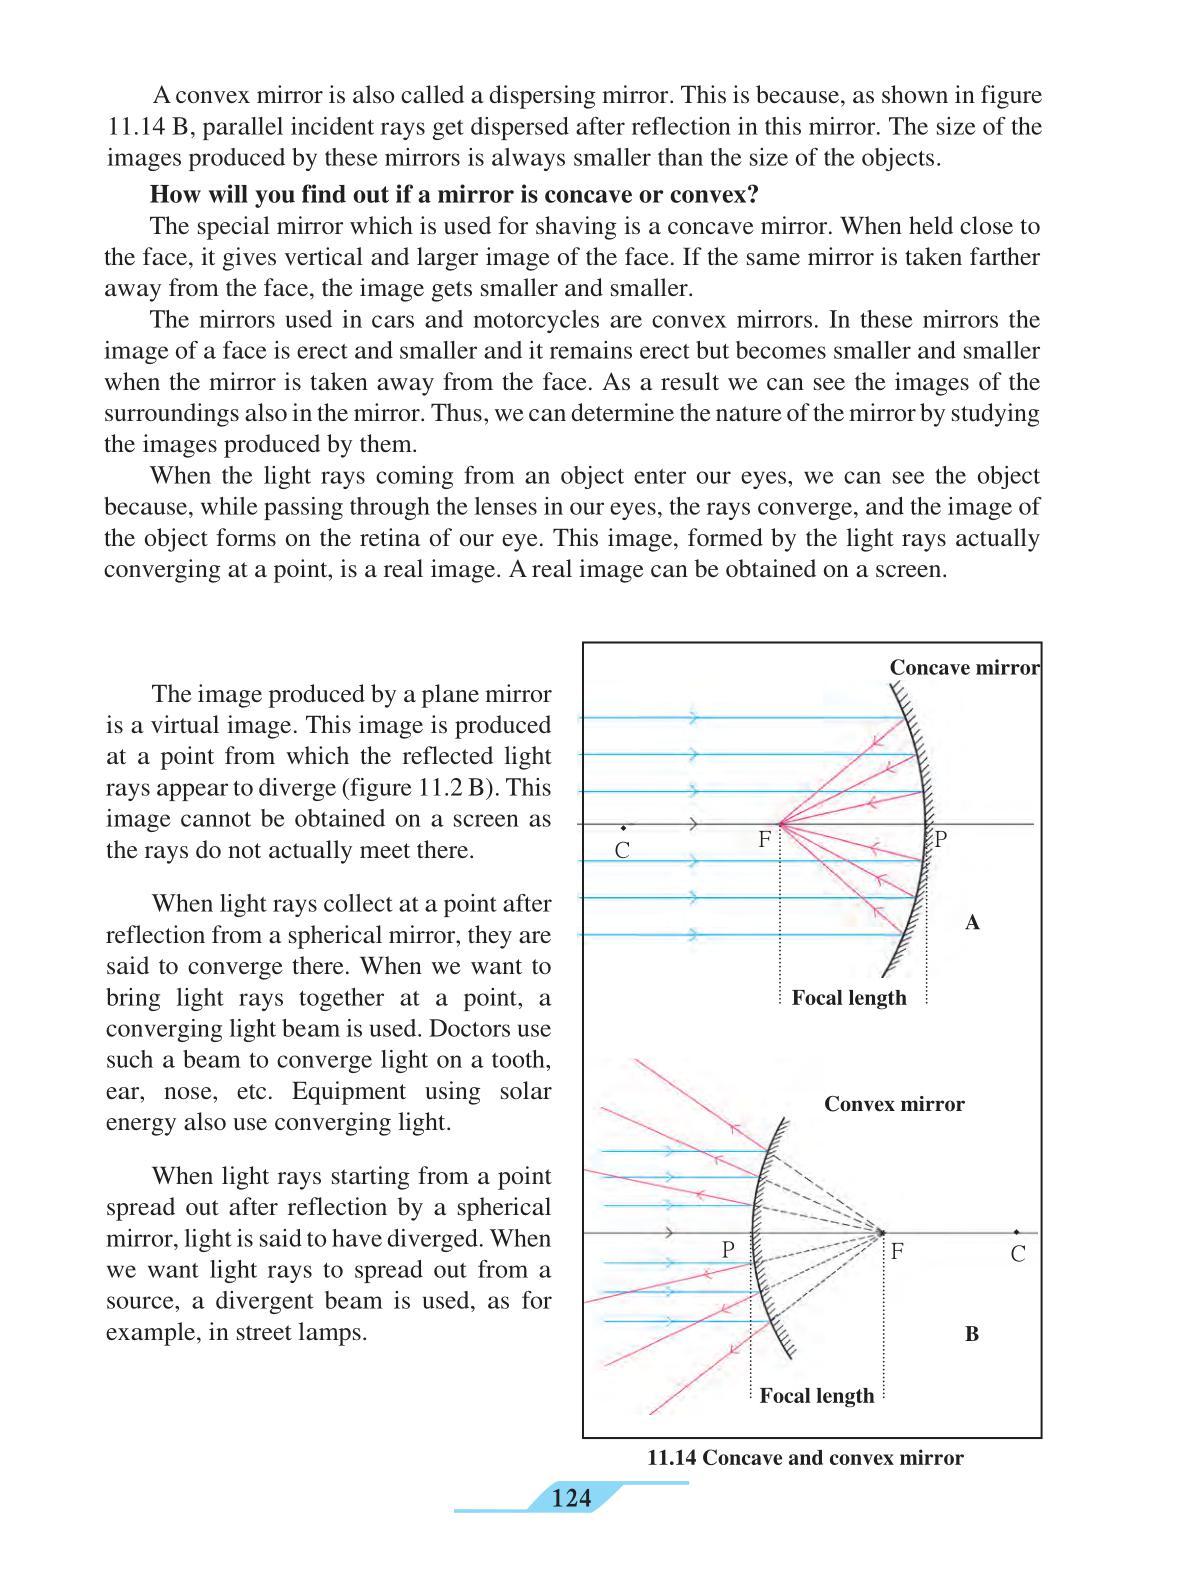 A convex mirror is also called a dispersing mirror. This is because, as shown in figure
11.14 B, parallel incident rays get dispersed after reflection in this mirror. The size of the
images produced by these mirrors is always smaller than the size of the objects.
How will you find out if a mirror is concave or convex?
The special mirror which is used for shaving is a concave mirror. When held close to
the face, it gives vertical and larger image of the face. If the same mirror is taken farther
away from the face, the image gets smaller and smaller.
The mirrors used in cars and motorcycles are convex mirrors. In these mirrors the
image of a face is erect and smaller and it remains erect but becomes smaller and smaller
when the mirror is taken away from the face. As a result we can see the images of the
surroundings also in the mirror. Thus, we can determine the nature of the mirror by studying
the images produced by them.
When the light rays coming from an object enter our eyes, we can see the object
because, while passing through the lenses in our eyes, the rays converge, and the image of
the object forms on the retina of our eye. This image, formed by the light rays actually
converging at a point, is a real image. A real image can be obtained on a screen.
The image produced by a plane mirror
is a virtual image. This image is produced
at a point from which the reflected light
rays appear to diverge (figure 11.2 B). This
image cannot be obtained on a screen as
the rays do not actually meet there.
When light rays collect at a point after
reflection from a spherical mirror, they are
said to converge there. When we want to
bring light rays together at a point, a
converging light beam is used. Doctors use
such a beam to converge light on a tooth,
ear, nose, etc. Equipment using solar
energy also use converging light.
When light rays starting from a point
spread out after reflection by a spherical
mirror, light is said to have diverged. When
we want light rays to spread out from a
source, a divergent beam is used, as for
example, in street lamps.
Concave mirror
C
F
P
A
Focal length
Convex mirror
P
F
C
B
Focal length
11.14 Concave and convex mirror
124